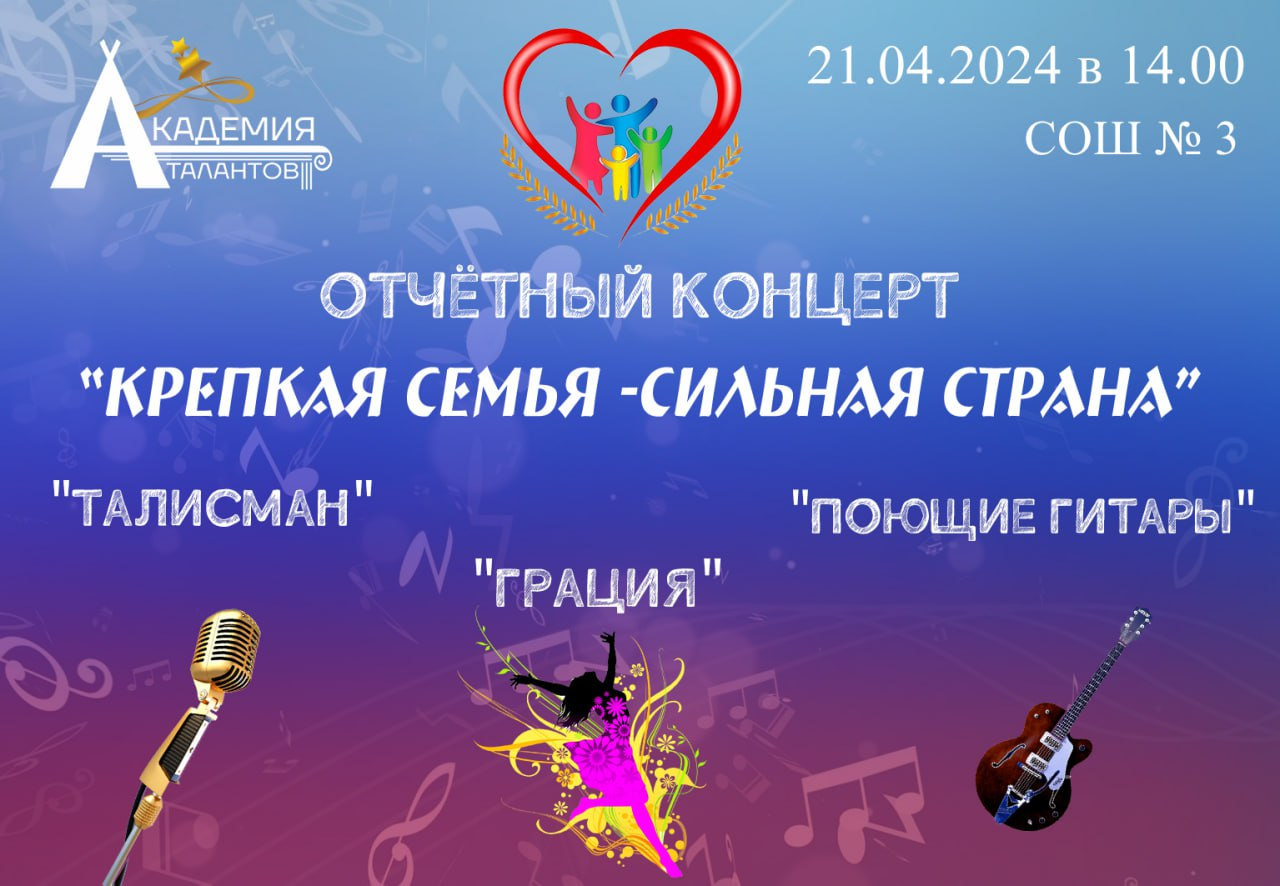 АКАДЕМИЯ
ТАЛАНТОВ
21.04.2024 в 14.00
СОШ № 3
ОТЧЁТНЫЙ КОНЦЕРТ
“КРЕПКАЯ СЕМЬЯ -СИЛЬНАЯ СТРАНА”
"ТАЛИСМАН"
"ПОЮЩИЕ ГИТАРЫ"
"ГРАЦИЯ"